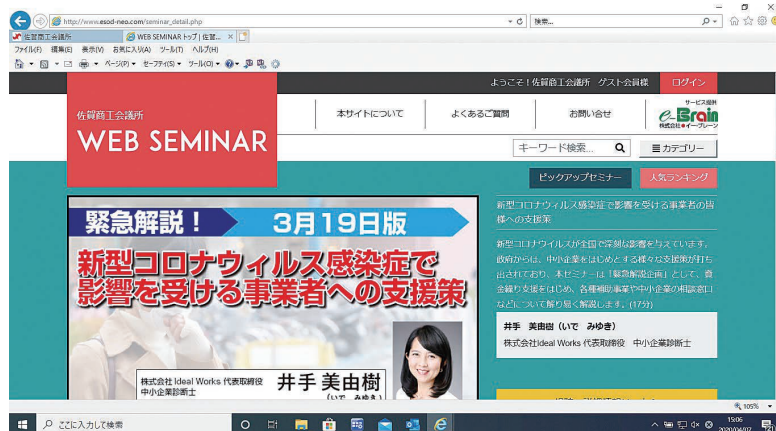 http://www.esod-neo.com/seminar_detail.php
検索...
佐賀商工会議所
WEB SEMINAR トップ | 佐賀...
ファイル(F) 編集(E) 表示(V) お気に入り(A) ツール(T) ヘルプ(H)
ページ(P) セーフティ(S) ツール(O)
ようこそ!佐賀商工会議所 ゲスト会員様
ログイン
佐賀商工会議所
WEB SEMINAR
本サイトについて
よくあるご質問
お問い合せ
サービス提供
e-Brain
株式会社イーブレーン
キーワード検索...
カテゴリー
ピックアップセミナー
人気ランキング
緊急解説! 3月19日版
新型コロナウィルス感染症で
影響を受ける事業者への支援策
株式会社 Ideal Works 代表取締役
中小企業診断士
井手 美由樹
(いで みゆき)
新型コロナウィルス感染症で影響を受ける事業者の皆
様への支援策
新型コロナウイルスが全国で深刻な影響を与えています。
政府からは、中小企業をはじめとする様々な支援策が打ち
出されており、本セミナーは「緊急解説企画」として、資
金繰り支援をはじめ、各種補助事業や中小企業の相談窓口
などについて解り易く解説します。(17分)
井手 美由樹(いで みゆき)
株式会社Ideal Works 代表取締役 中小企業診断士
105%
ここに入力して検索
15:06
2020/04/07